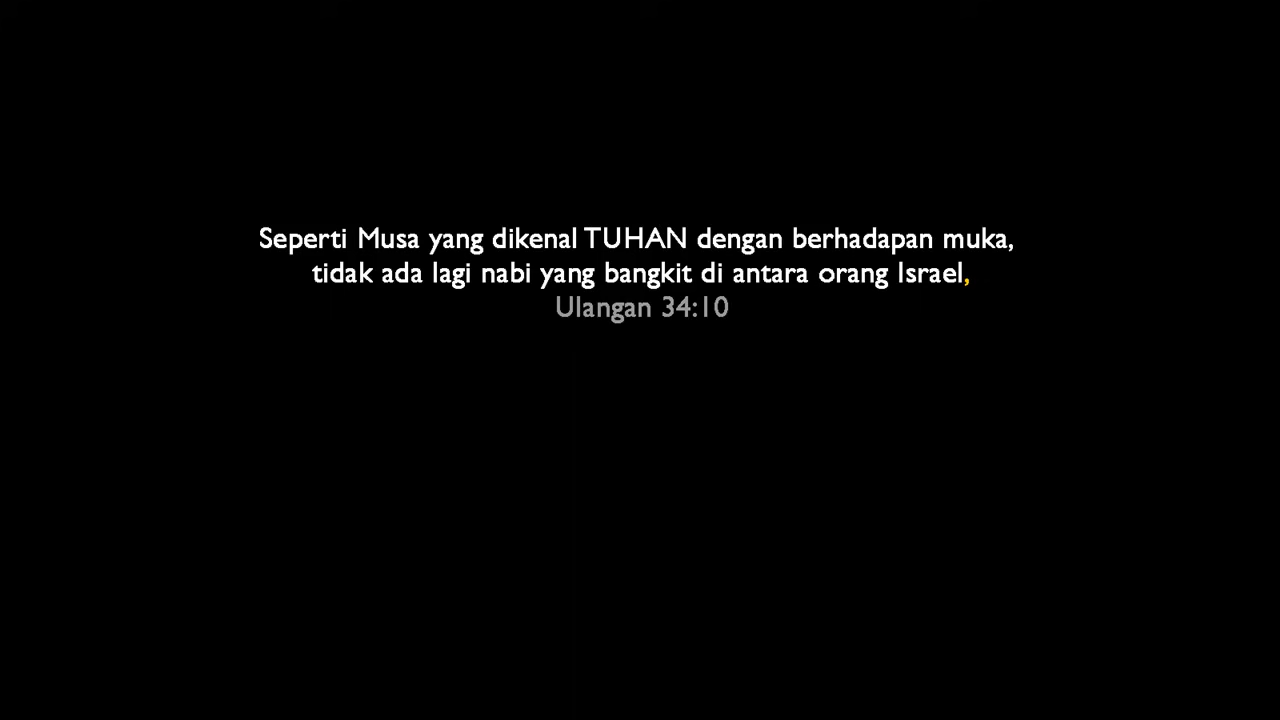 Seperti Musa yang dikenal TUHAN dengan berhadapan muka,
tidak ada lagi nabi yang bangkit di antara orang Israel,
Ulangan 34:10